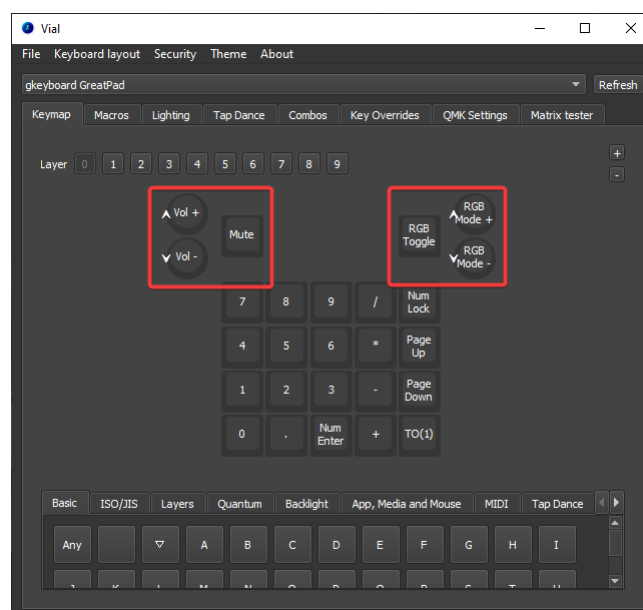 Vial
File Keyboard layout Security Theme About
gkeyboard GreatPad Refresh
Keymap Macros Lighting Tap Dance Combos Key Overrides QMK Settings Matrix tester
+
Layer 0 1 2 3 4 5 6 7 8 9
-
Vol +
Mute
Vol -
RGB
Toggle
RGB
Mode +
RGB
Mode -
7 8 9 / Num
Lock
4 5 6 * Page
Up
1 2 3 - Page
Down
0 . Num
Enter + TO(1)
Basic ISO/JIS Layers Quantum Backlight App, Media and Mouse MIDI Tap Dance
Any ▽ A B C D E F G H I